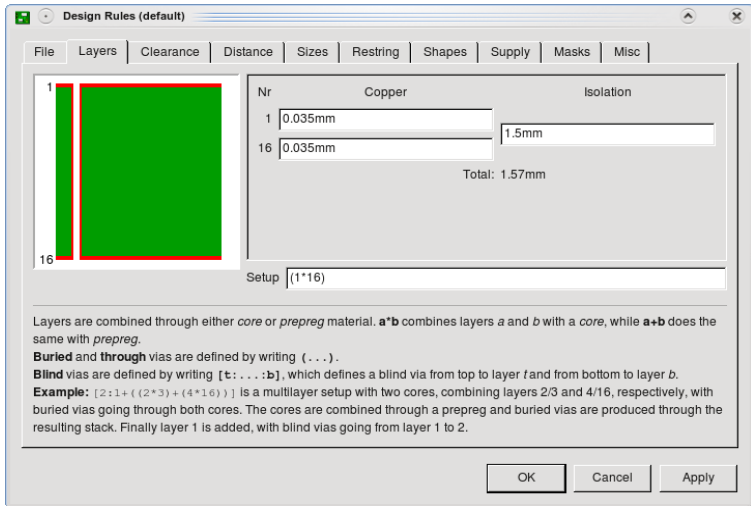 Design Rules (default)
File Layers Clearance Distance Sizes Restring Shapes Supply Masks Misc
1
16
Nr Copper Isolation
1 0.035mm
1.5mm
16 0.035mm
Total: 1.57mm
Setup (1*16)
Layers are combined through either core or prepreg material. a*b combines layers a and b with a core, while a+b does the
same with prepreg.
Buried and through vias are defined by writing (...).
Blind vias are defined by writing [t:...:b], which defines a blind via from top to layer t and from bottom to layer b.
Example: [2:1+((2*3)+(4*16))] is a multilayer setup with two cores, combining layers 2/3 and 4/16, respectively, with
buried vias going through both cores. The cores are combined through a prepreg and buried vias are produced through the
resulting stack. Finally layer 1 is added, with blind vias going from layer 1 to 2.
OK Cancel Apply